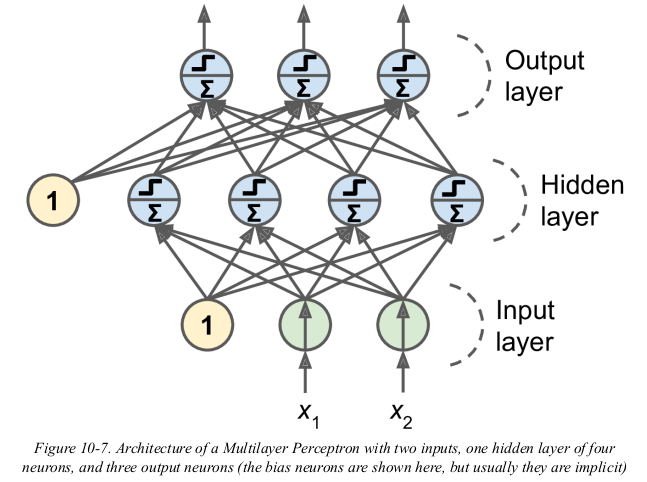 Σ Σ Σ
Output
layer
1
Σ Σ Σ Σ
Hidden
layer
1
Input
layer
x1 x2
Figure 10-7. Architecture of a Multilayer Perceptron with two inputs, one hidden layer of four
neurons, and three output neurons (the bias neurons are shown here, but usually they are implicit)